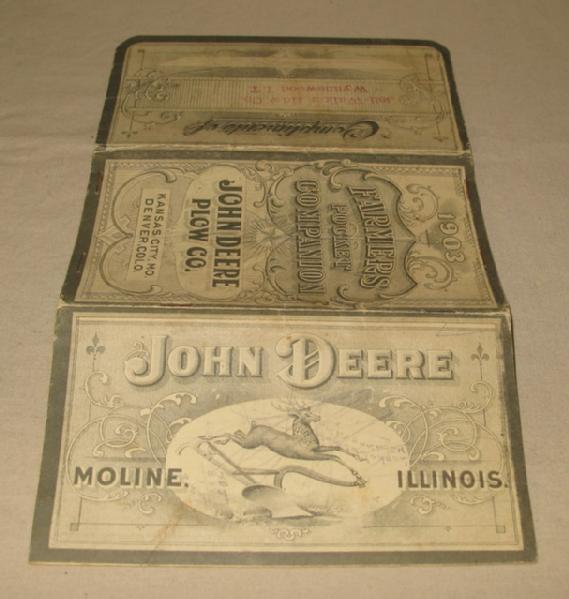 Compliments of
Wynnewood I.T.
1903
FARMERS
POCKET
COMPANION
JOHN DEERE
PLOW CO.
KANSAS CITY, MO.
DENVER, COLO.
JOHN DEERE
MOLINE, ILLINOIS.